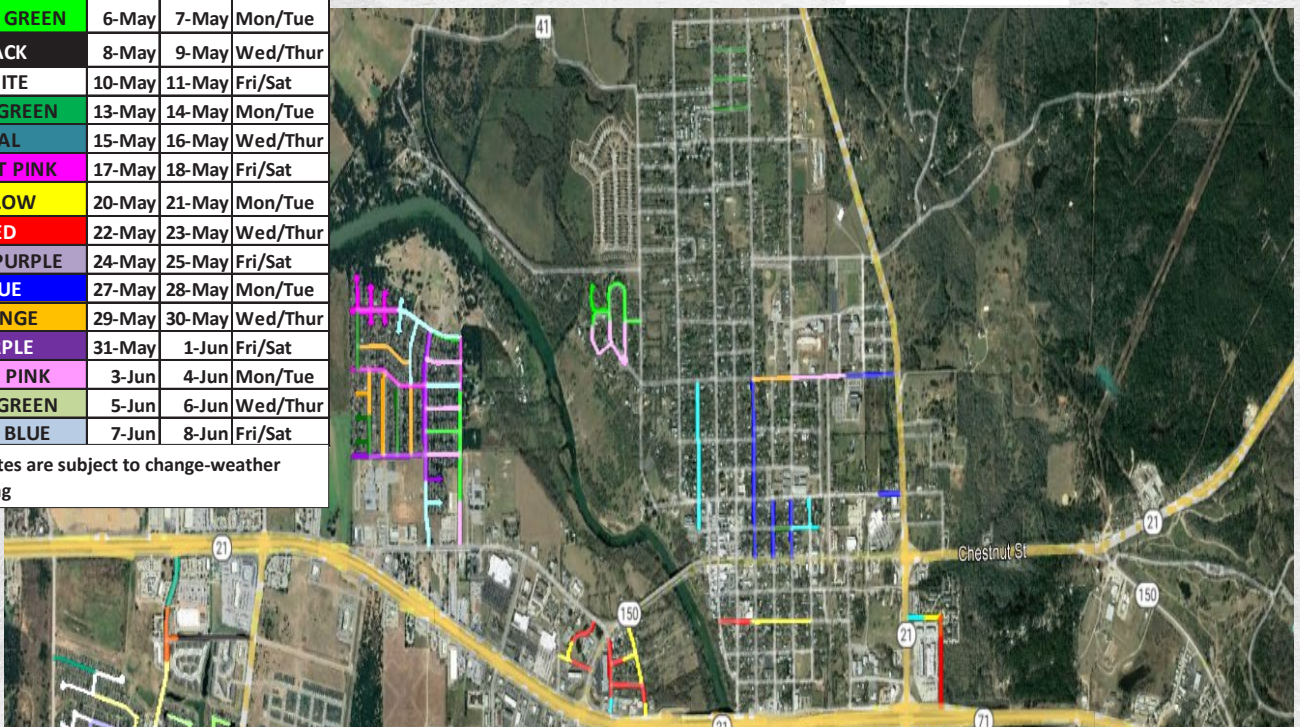 GREEN 6-May 7-May Mon/Tue
ACK 8-May 9-May Wed/Thur
ITE 10-May 11-May Fri/Sat
GREEN 13-May 14-May Mon/Tue
AL 15-May 16-May Wed/Thur
T PINK 17-May 18-May Fri/Sat
LOW 20-May 21-May Mon/Tue
ED 22-May 23-May Wed/Thur
PURPLE 24-May 25-May Fri/Sat
UE 27-May 28-May Mon/Tue
NGE 29-May 30-May Wed/Thur
PLE 31-May 1-Jun Fri/Sat
PINK 3-Jun 4-Jun Mon/Tue
GREEN 5-Jun 6-Jun Wed/Thur
BLUE 7-Jun 8-Jun Fri/Sat
tes are subject to change-weather
g
41
21
21
Chestnut St
150
150
21
21
71